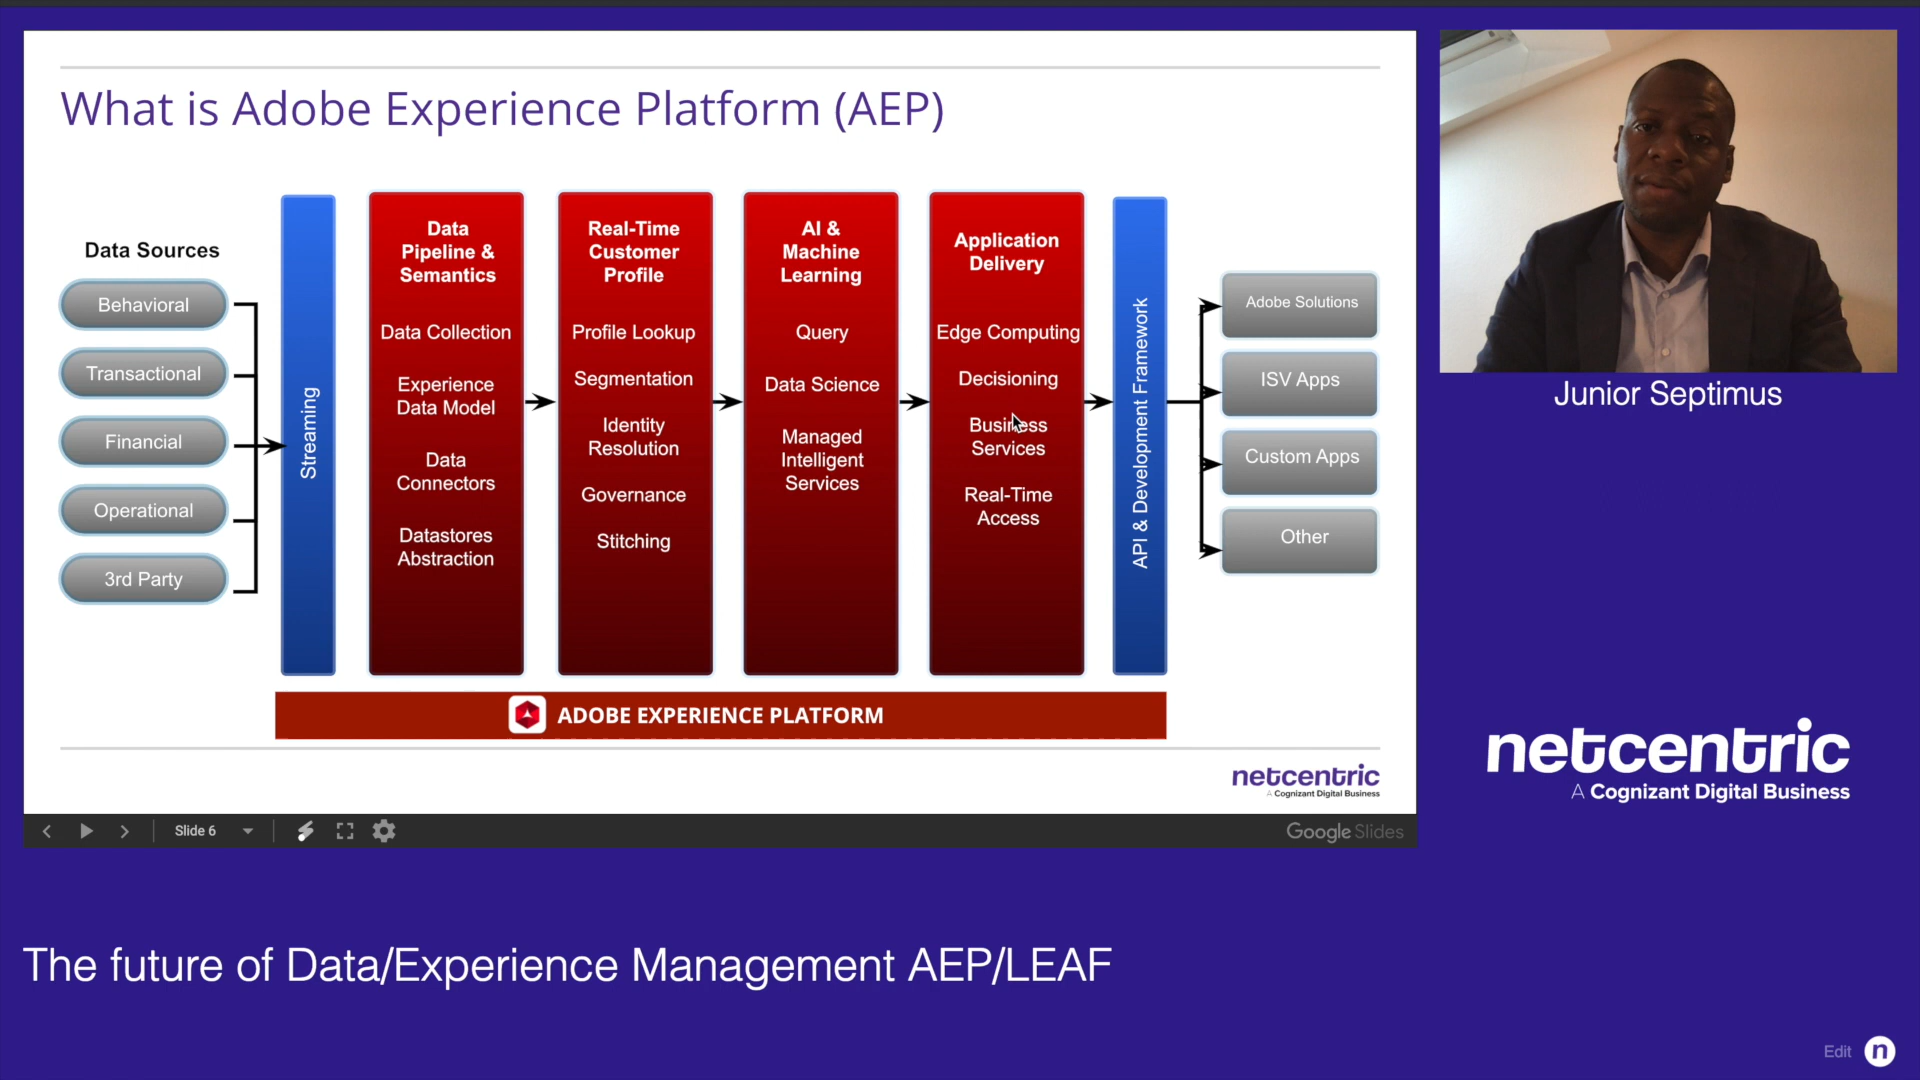 What is Adobe Experience Platform (AEP)
Data Sources
Behavioral
Transactional
Financial
Operational
3rd Party
Streaming
Data
Pipeline &
Semantics
Data Collection
Experience
Data Model
Data
Connectors
Datastores
Abstraction
Real-Time
Customer
Profile
Profile Lookup
Segmentation
Identity
Resolution
Governance
Stitching
AI &
Machine
Learning
Query
Data Science
Managed
Intelligent
Services
Application
Delivery
Edge Computing
Decisioning
Business
Services
Real-Time
Access
API & Development Framework
Adobe Solutions
ISV Apps
Custom Apps
Other
ADOBE EXPERIENCE PLATFORM
netcentric
A Cognizant Digital Business
Slide 6
Google Slides
Junior Septimus
netcentric
A Cognizant Digital Business
The future of Data/Experience Management AEP/LEAF
Edit
n